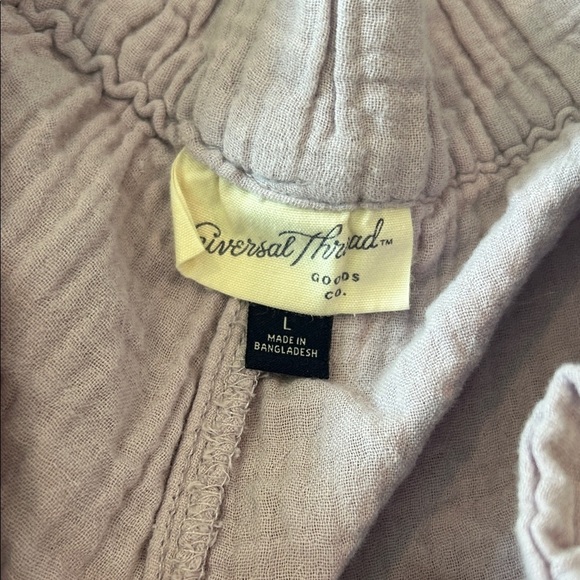 Universal Thread™
GOODS
CO.
L
MADE IN
BANGLADESH